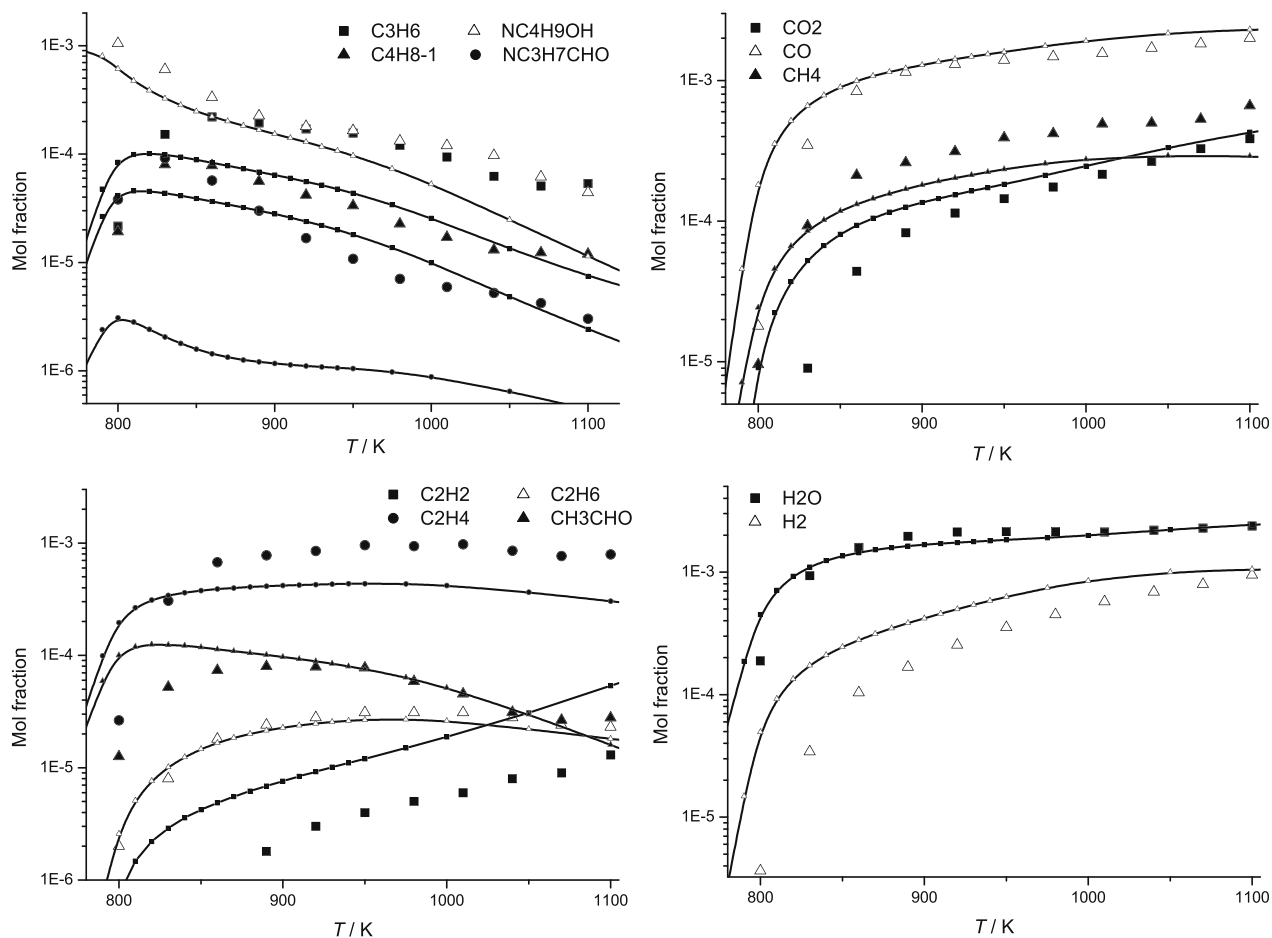 C3H6 NC4H9OH
C4H8-1 NC3H7CHO
1E-3
1E-4
1E-5
1E-6
Mol fraction
800 900 1000 1100
T / K
CO2
CO
CH4
1E-3
1E-4
1E-5
Mol fraction
800 900 1000 1100
T / K
C2H2 C2H6
C2H4 CH3CHO
1E-3
1E-4
1E-5
1E-6
Mol fraction
800 900 1000 1100
T / K
H2O
H2
1E-3
1E-4
1E-5
Mol fraction
800 900 1000 1100
T / K